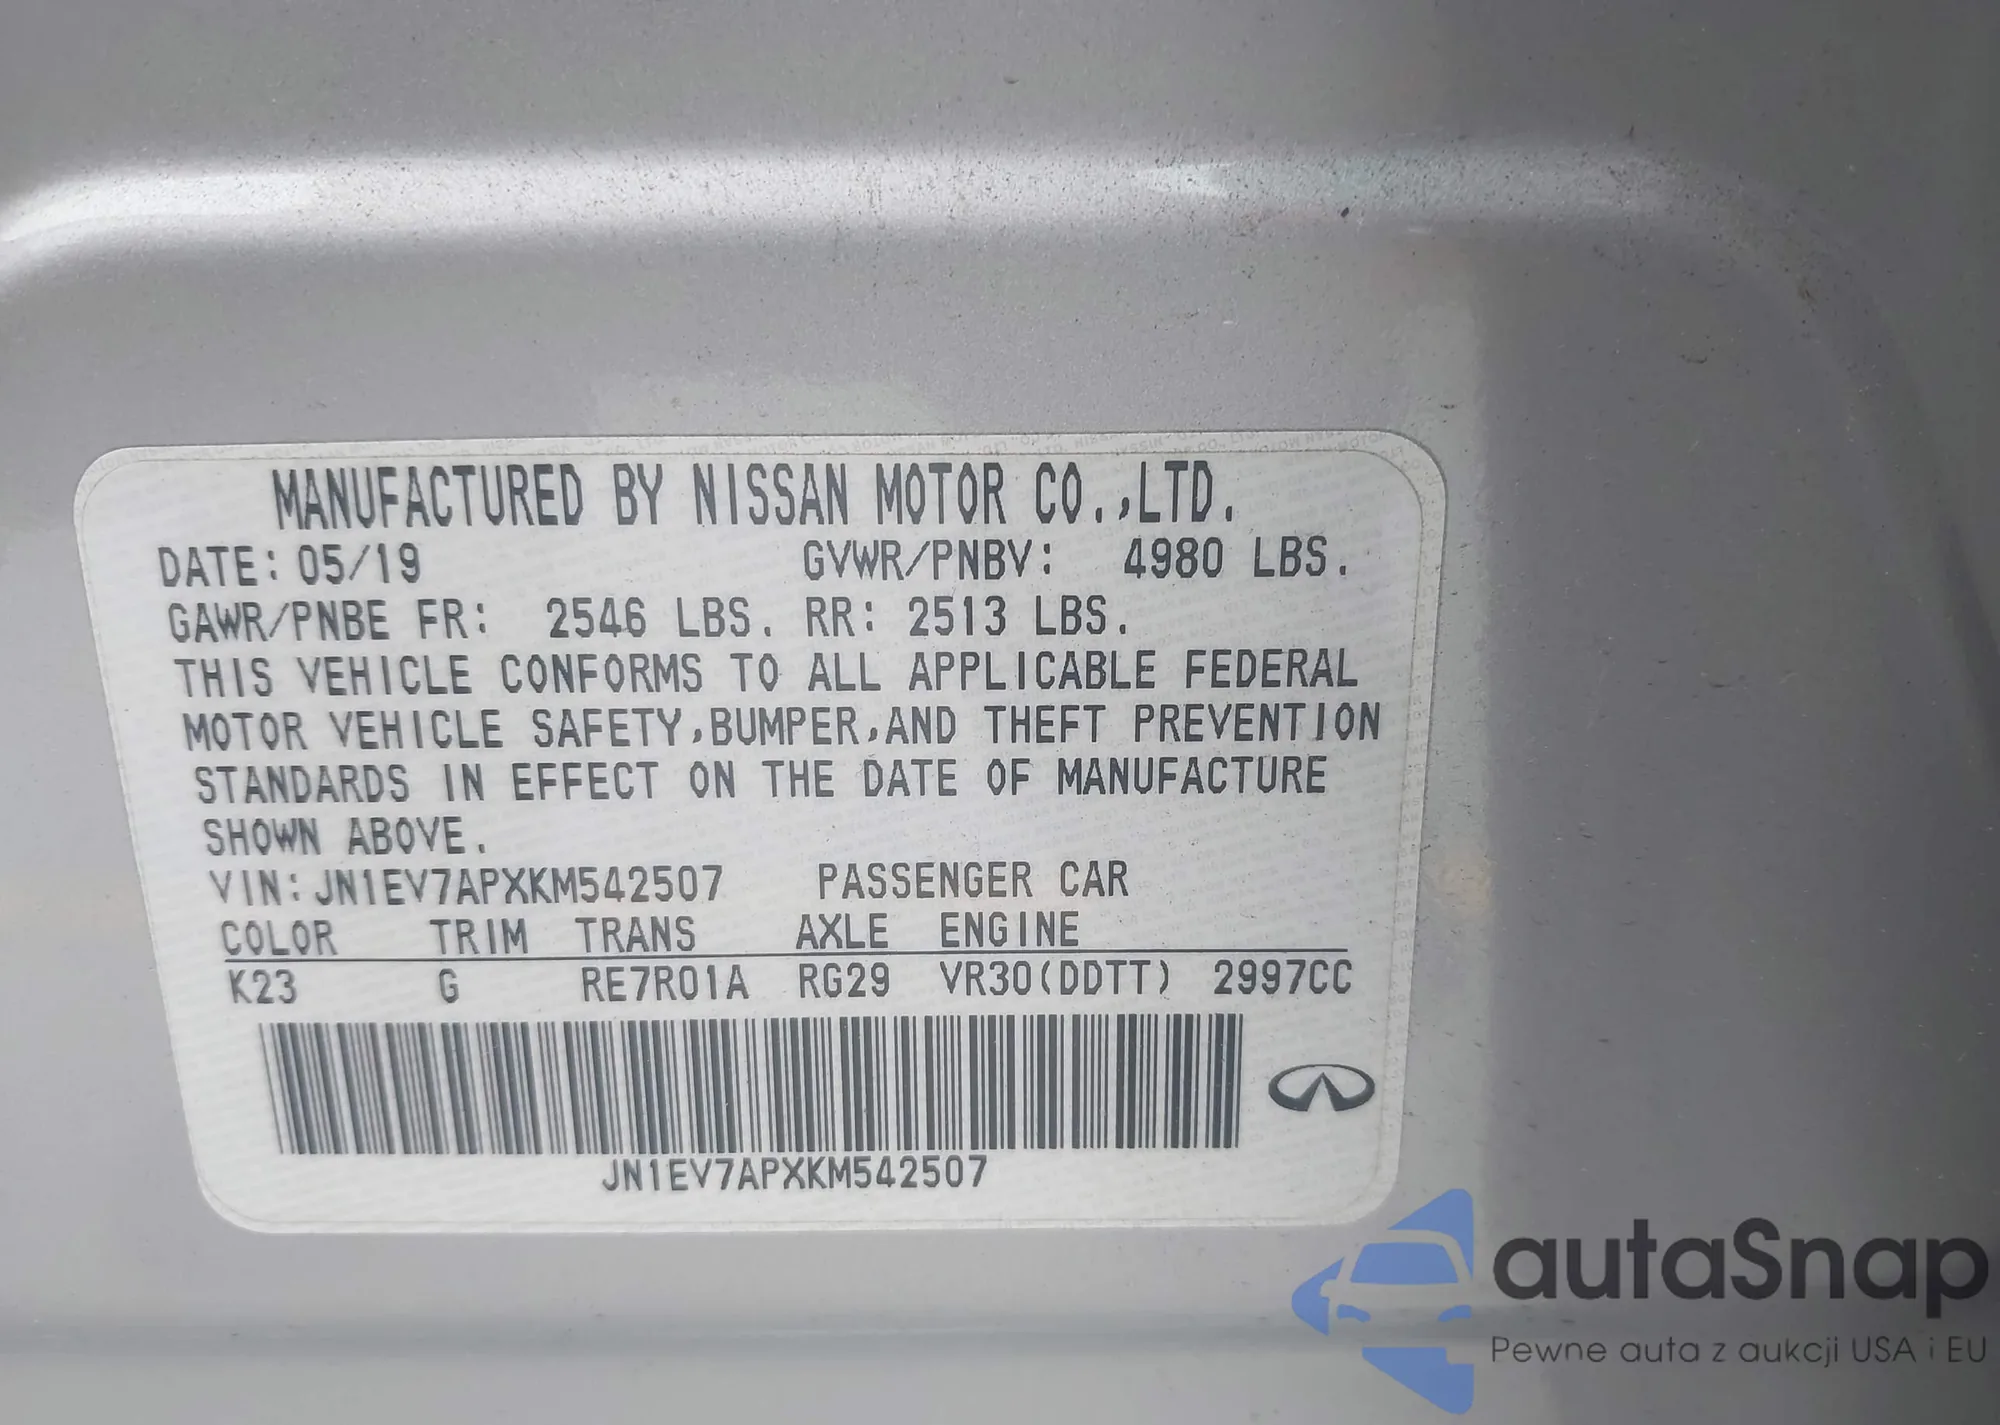 MANUFACTURED BY NISSAN MOTOR CO.,LTD.
DATE: 05/19 GVWR/PNBV: 4980 LBS.
GAWR/PNBE FR: 2546 LBS. RR: 2513 LBS.
THIS VEHICLE CONFORMS TO ALL APPLICABLE FEDERAL
MOTOR VEHICLE SAFETY,BUMPER,AND THEFT PREVENTION
STANDARDS IN EFFECT ON THE DATE OF MANUFACTURE
SHOWN ABOVE.
VIN: JN1EV7APXKM542507 PASSENGER CAR
COLOR TRIM TRANS AXLE ENGINE
K23 G RE7R01A RG29 VR30(DDTT) 2997CC
JN1EV7APXKM542507
autaSnap
Pewne auta z aukcji USA i EU